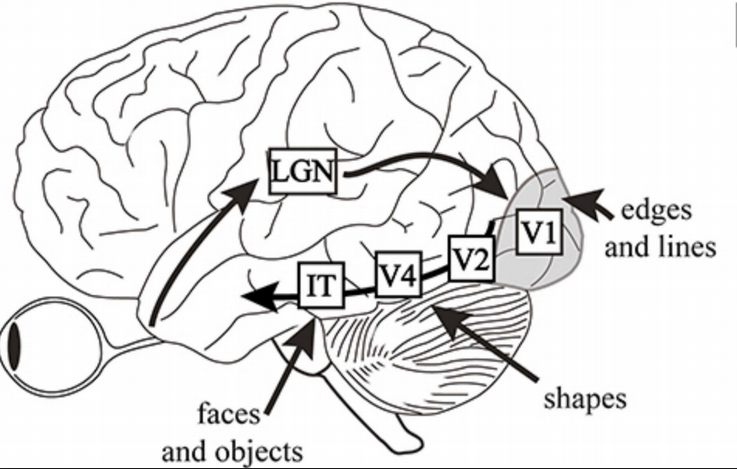 LGN
edges
and lines
V1
V2
V4
IT
shapes
faces
and objects